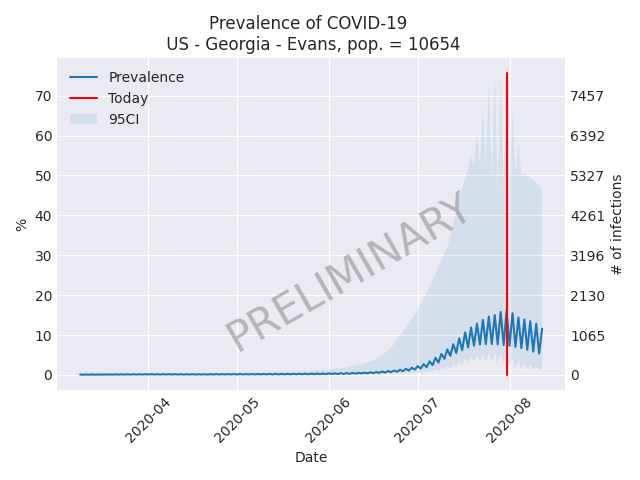 Prevalence of COVID-19
US - Georgia - Evans, pop. = 10654
Prevalence
Today
95CI
70
60
50
40
30
20
10
0
%
7457
6392
5327
4261
3196
2130
1065
0
# of infections
PRELIMINARY
2020-04
2020-05
2020-06
2020-07
2020-08
Date